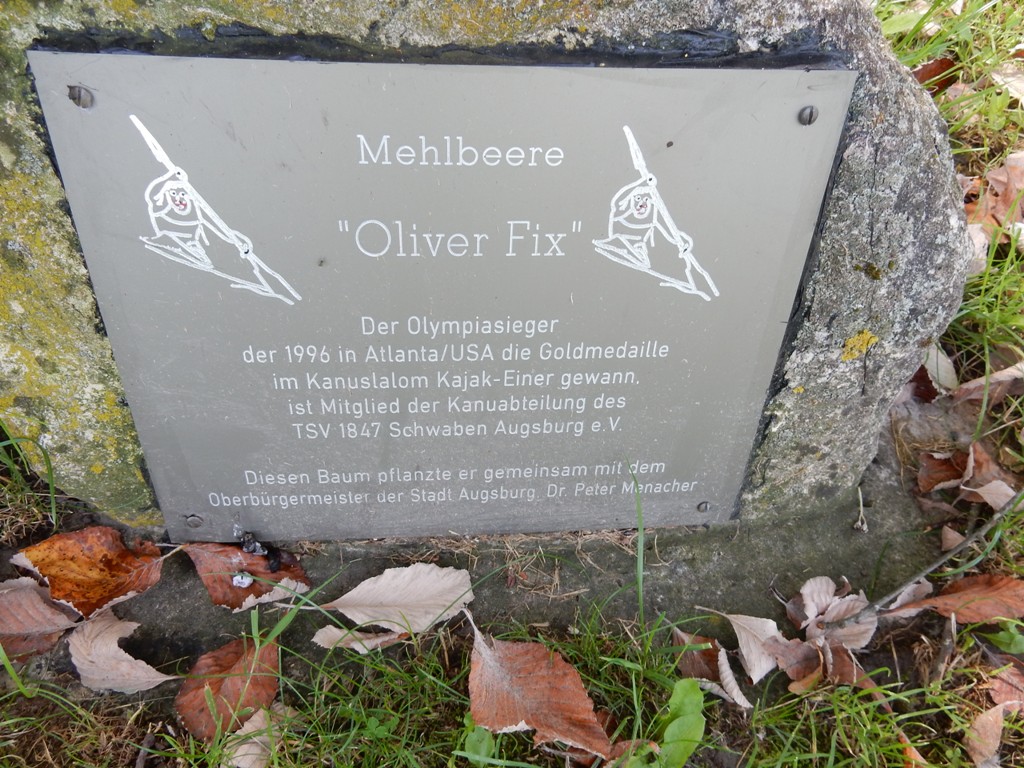 Mehlbeere
"Oliver Fix"
Der Olympiasieger
der 1996 in Atlanta/USA die Goldmedaille
im Kanuslalom Kajak-Einer gewann,
ist Mitglied der Kanuabteilung des
TSV 1847 Schwaben Augsburg e.V.
Diesen Baum pflanzte er gemeinsam mit dem
Oberbürgermeister der Stadt Augsburg, Dr. Peter Menacher